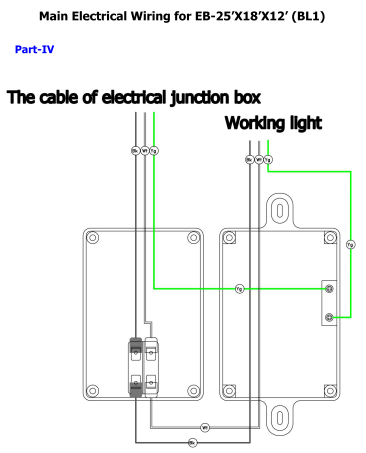 Main Electrical Wiring for EB-25'X18'X12' (BL1)
Part-IV
The cable of electrical junction box
Working light
Bk Wt Yg
Bk Wt Yg
Yg
Yg
Wt
Bk